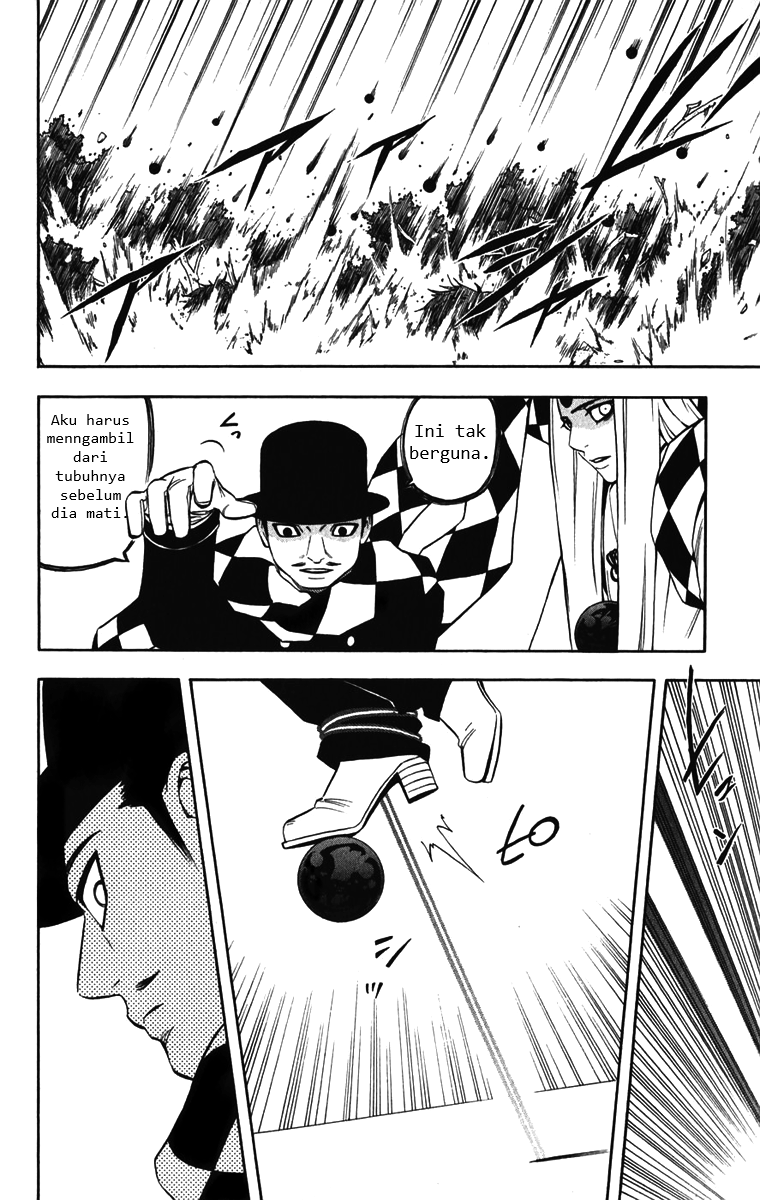 Ini tak
berguna.
Aku harus
menngambil
dari
tubuhnya
sebelum
dia mati.